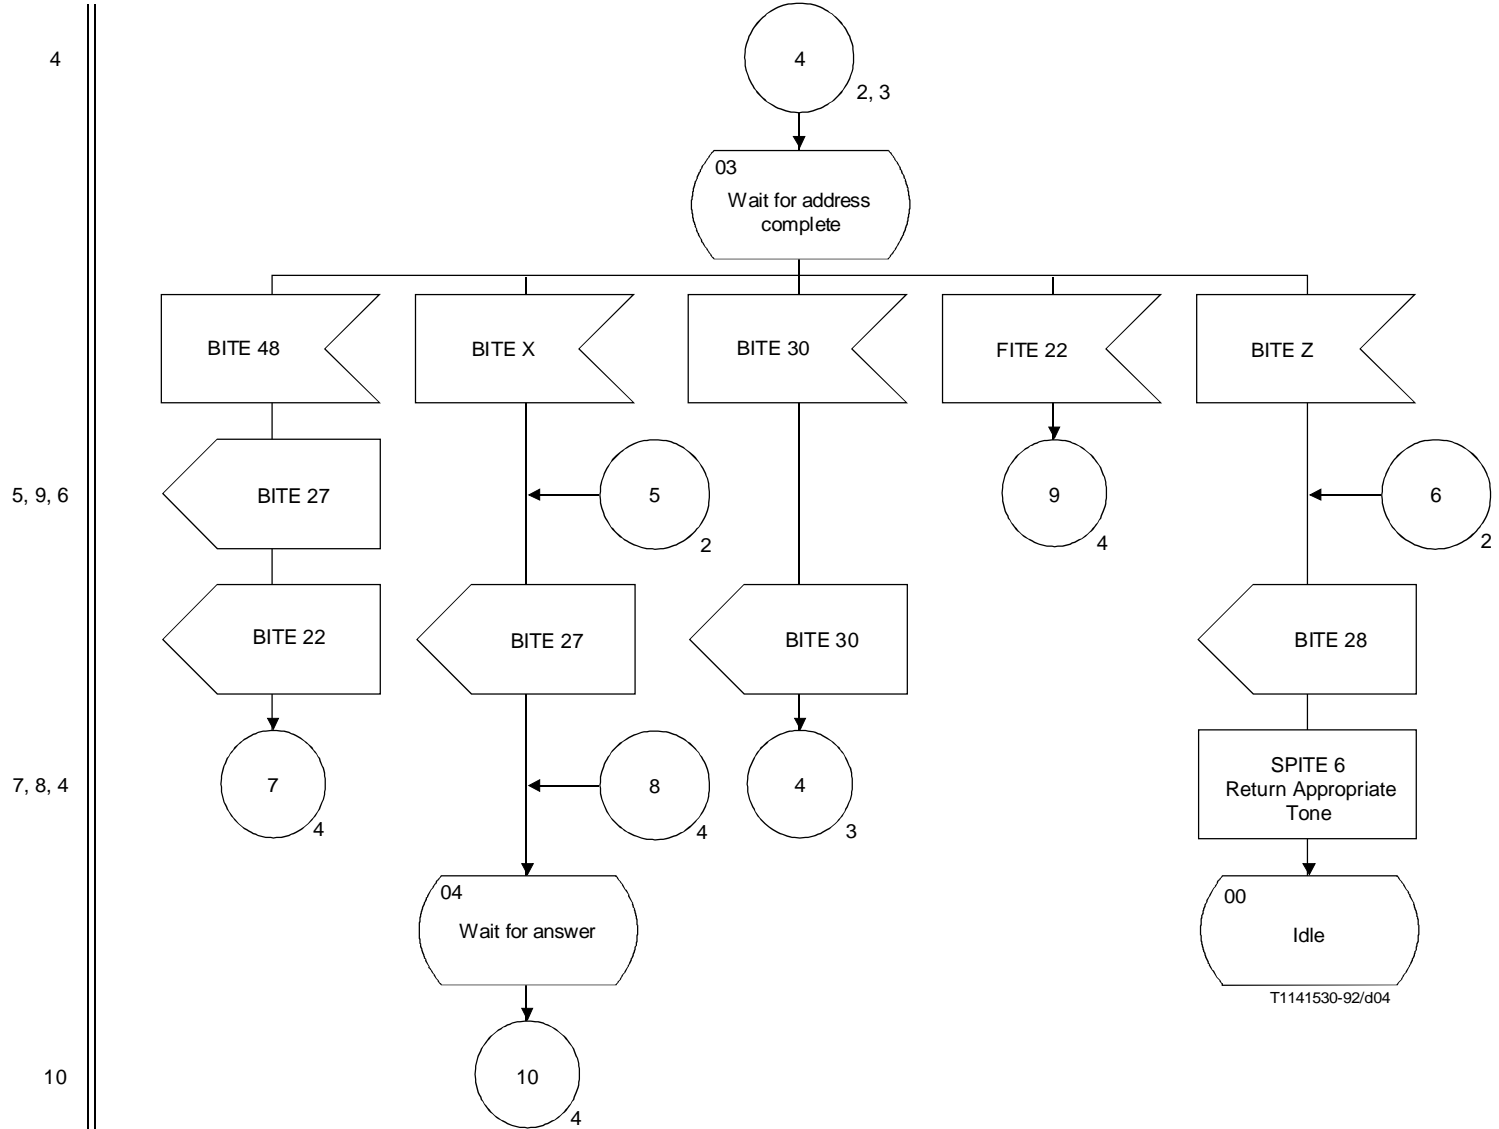 4
4
2, 3
03
Wait for address
complete
BITE 48
BITE X
BITE 30
FITE 22
BITE Z
5, 9, 6
BITE 27
5
2
9
4
6
2
BITE 22
BITE 27
BITE 30
BITE 28
7, 8, 4
7
4
8
4
4
3
SPITE 6
Return Appropriate
Tone
04
Wait for answer
00
Idle
T1141530-92/d04
10
10
4